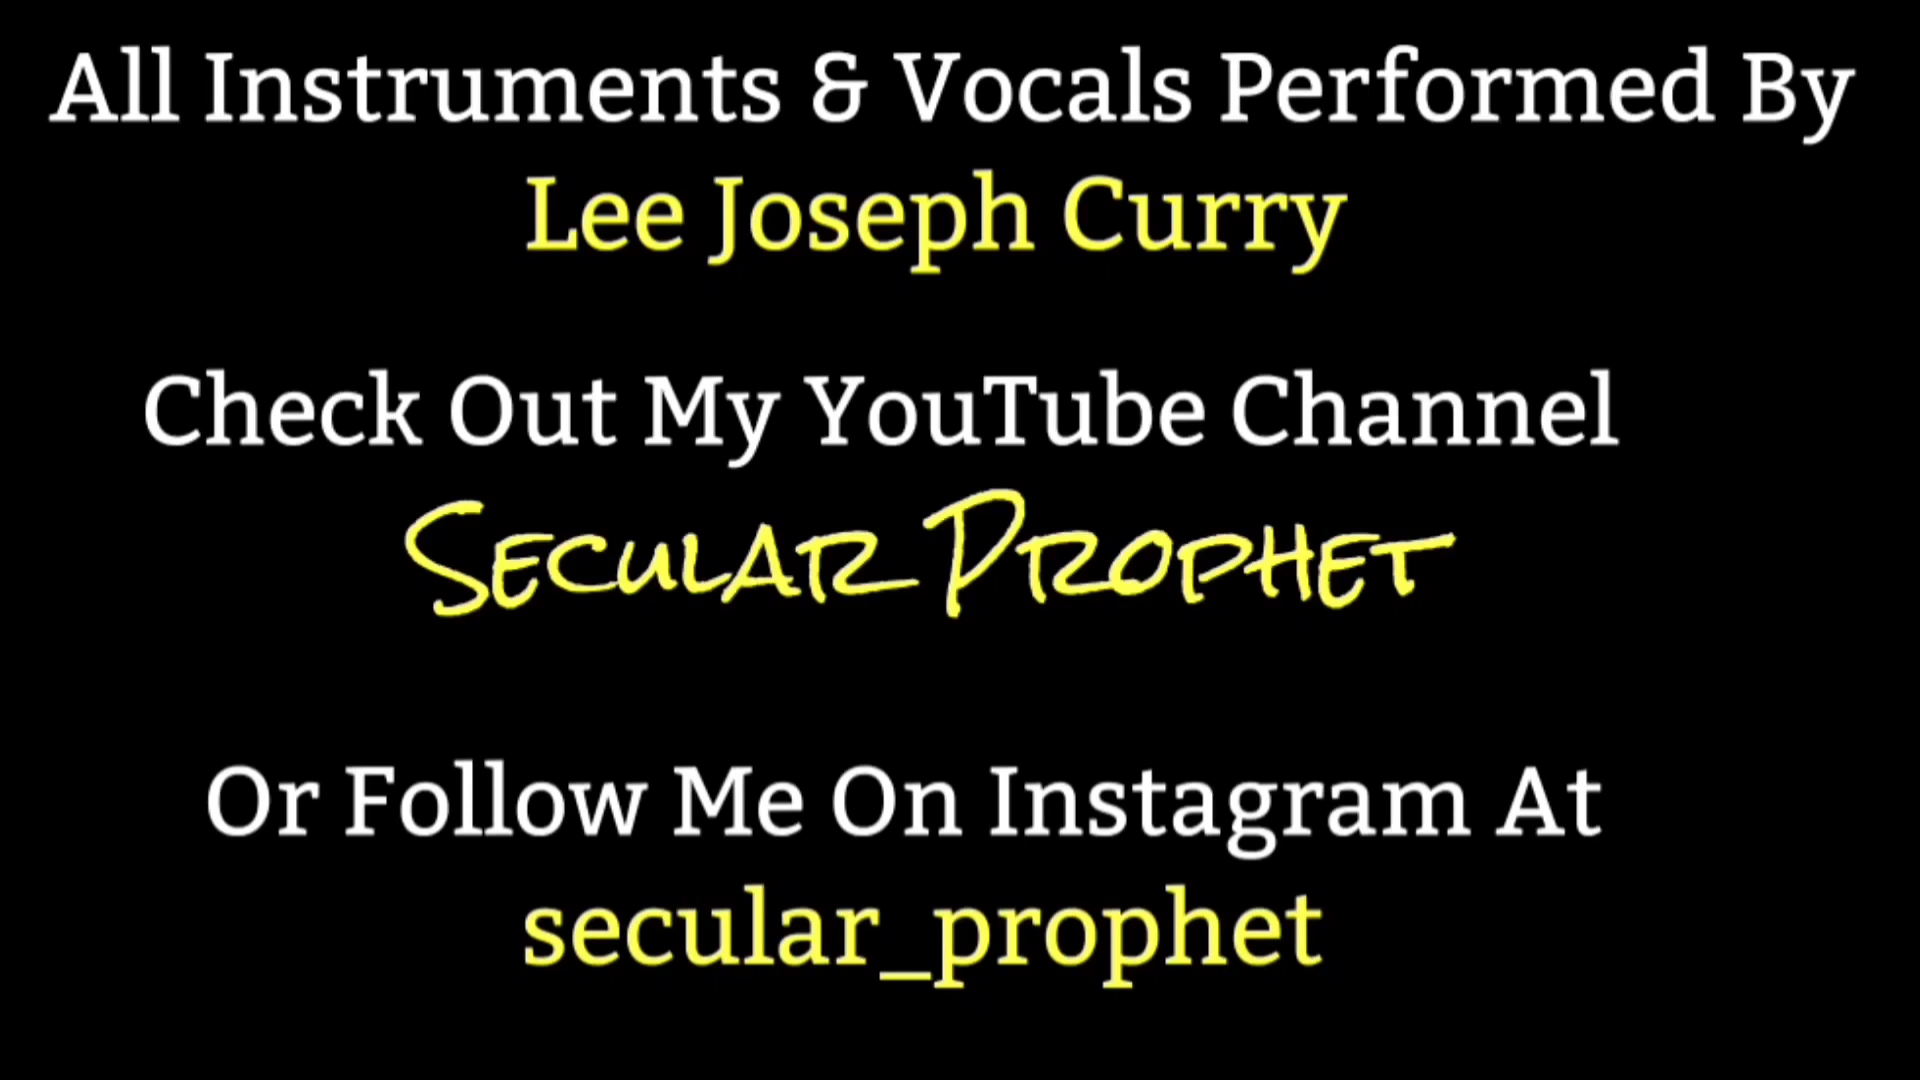 All Instruments & Vocals Performed By
Lee Joseph Curry
Check Out My YouTube Channel
Secular Prophet
Or Follow Me On Instagram At
secular_prophet